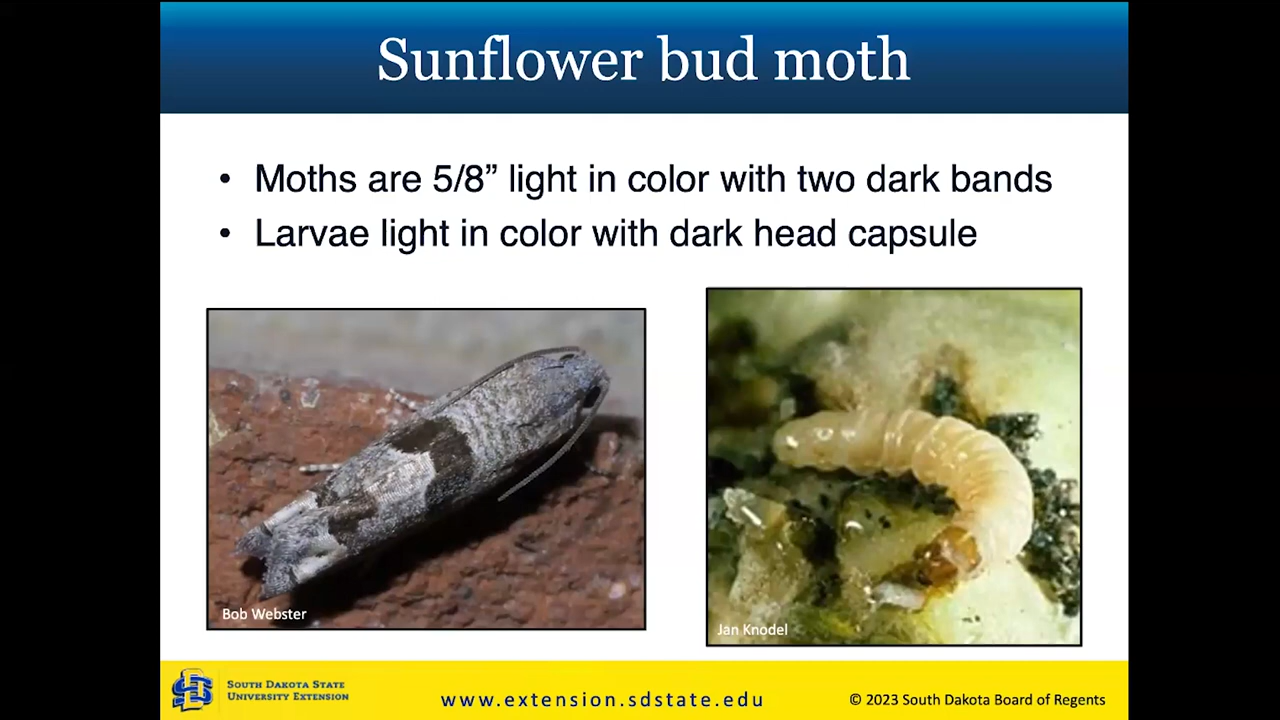 Sunflower bud moth
• Moths are 5/8” light in color with two dark bands
• Larvae light in color with dark head capsule
Bob Webster
Jan Knodel
SOUTH DAKOTA STATE
UNIVERSITY EXTENSION
www.extension.sdstate.edu
© 2023 South Dakota Board of Regents